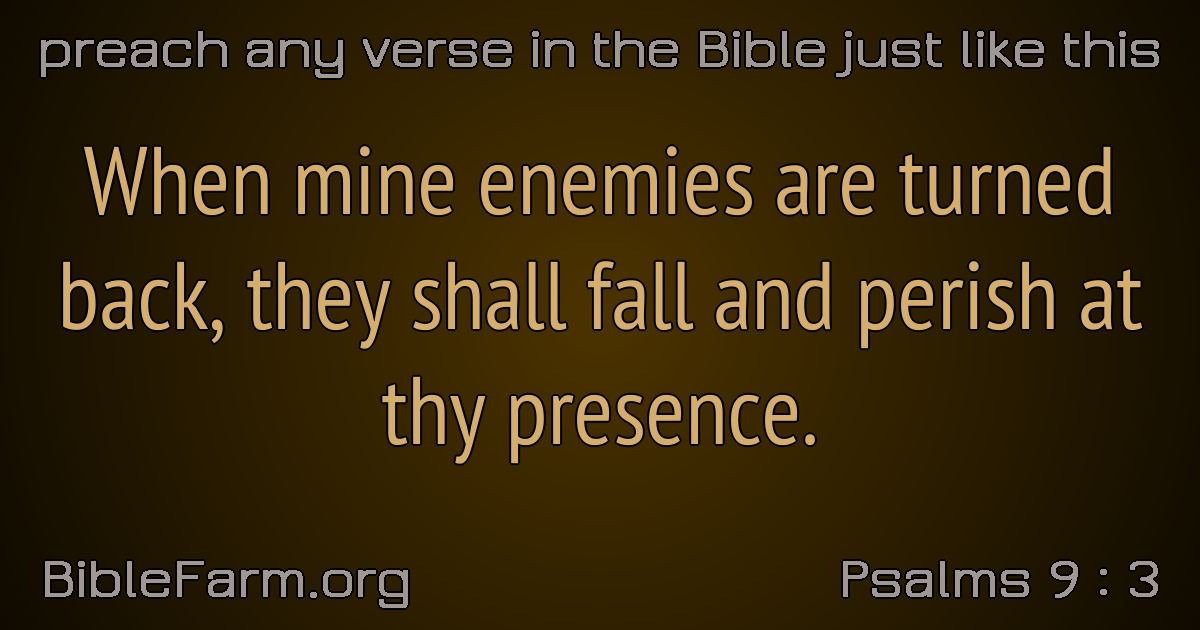 preach any verse in the Bible just like this
When mine enemies are turned
back, they shall fall and perish at
thy presence.
BibleFarm.org
Psalms 9 : 3